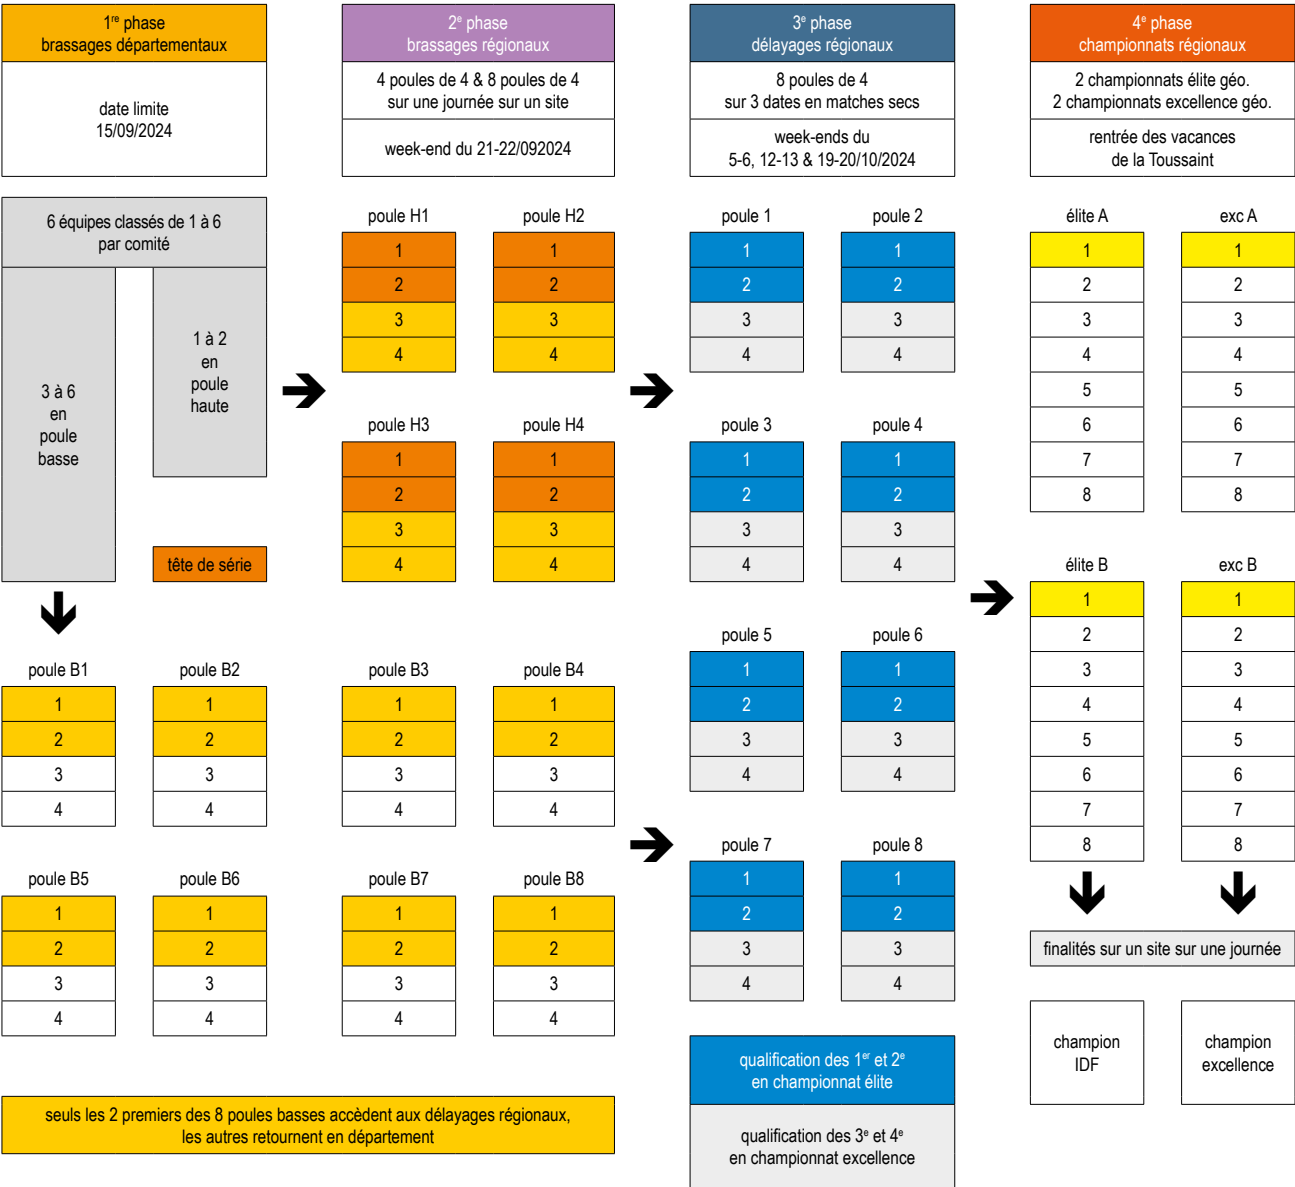 1re phase
brassages départementaux
date limite
15/09/2024
2e phase
brassages régionaux
4 poules de 4 & 8 poules de 4
sur une journée sur un site
week-end du 21-22/092024
3e phase
délayages régionaux
8 poules de 4
sur 3 dates en matches secs
week-ends du
5-6, 12-13 & 19-20/10/2024
4e phase
championnats régionaux
2 championnats élite géo.
2 championnats excellence géo.
rentrée des vacances
de la Toussaint
6 équipes classés de 1 à 6
par comité
3 à 6
en
poule
basse
1 à 2
en
poule
haute
tête de série
poule H1
1
2
3
4
poule H2
1
2
3
4
poule H3
1
2
3
4
poule H4
1
2
3
4
poule B1
1
2
3
4
poule B2
1
2
3
4
poule B3
1
2
3
4
poule B4
1
2
3
4
poule B5
1
2
3
4
poule B6
1
2
3
4
poule B7
1
2
3
4
poule B8
1
2
3
4
seuls les 2 premiers des 8 poules basses accèdent aux délayages régionaux,
les autres retournent en département
poule 1
1
2
3
4
poule 2
1
2
3
4
poule 3
1
2
3
4
poule 4
1
2
3
4
poule 5
1
2
3
4
poule 6
1
2
3
4
poule 7
1
2
3
4
poule 8
1
2
3
4
qualification des 1er et 2e
en championnat élite
qualification des 3e et 4e
en championnat excellence
élite A
1
2
3
4
5
6
7
8
exc A
1
2
3
4
5
6
7
8
élite B
1
2
3
4
5
6
7
8
exc B
1
2
3
4
5
6
7
8
finalités sur un site sur une journée
champion
IDF
champion
excellence